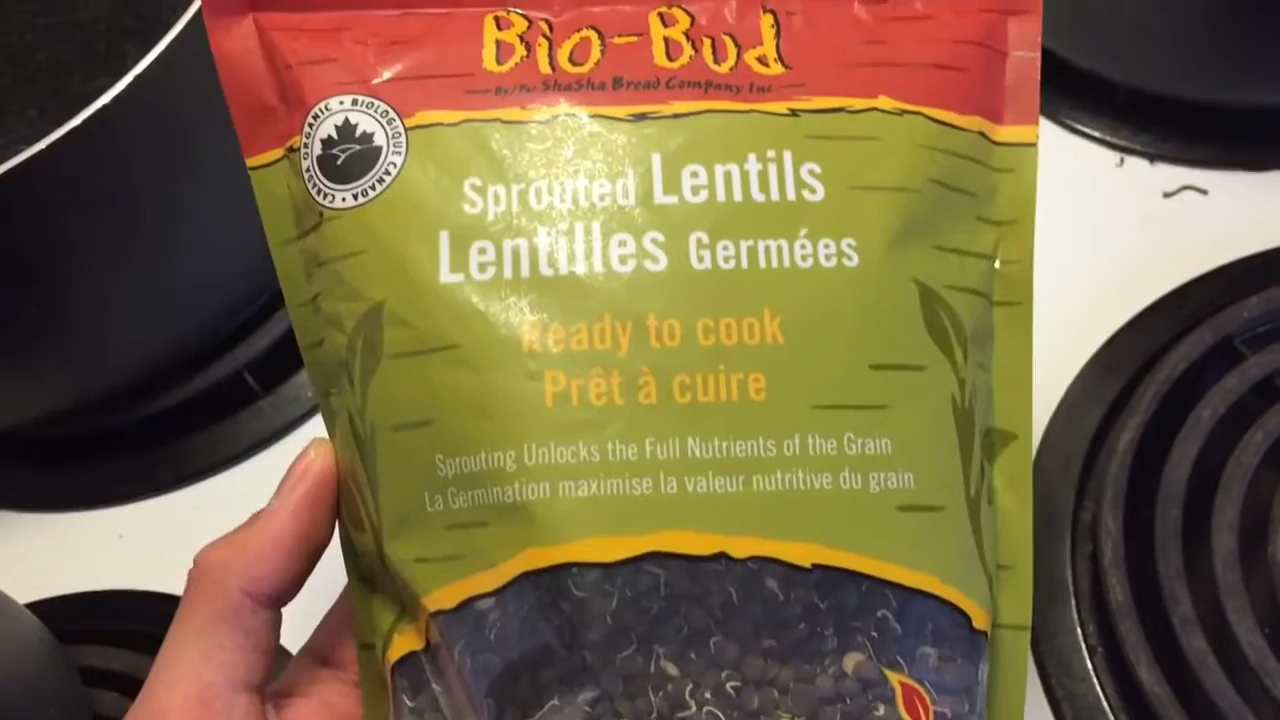 Bio-Bud
By/Par ShaSha Bread Company Inc
CANADA ORGANIC • BIOLOGIQUE CANADA •
Sprouted Lentils
Lentilles Germées
Ready to cook
Prêt à cuire
Sprouting Unlocks the Full Nutrients of the Grain
La Germination maximise la valeur nutritive du grain